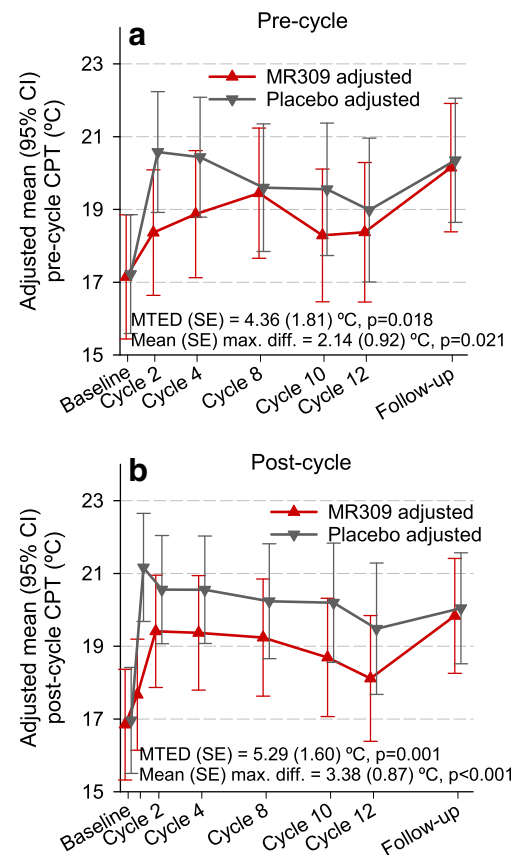 a
Pre-cycle
MR309 adjusted
Placebo adjusted
Adjusted mean (95% CI)
pre-cycle CPT (ºC)
23
21
19
17
15
MTED (SE) = 4.36 (1.81) ºC, p=0.018
Mean (SE) max. diff. = 2.14 (0.92) ºC, p=0.021
Baseline
Cycle 2
Cycle 4
Cycle 8
Cycle 10
Cycle 12
Follow-up
b
Post-cycle
MR309 adjusted
Placebo adjusted
Adjusted mean (95% CI)
post-cycle CPT (ºC)
23
21
19
17
15
MTED (SE) = 5.29 (1.60) ºC, p=0.001
Mean (SE) max. diff. = 3.38 (0.87) ºC, p<0.001
Baseline
Cycle 2
Cycle 4
Cycle 8
Cycle 10
Cycle 12
Follow-up